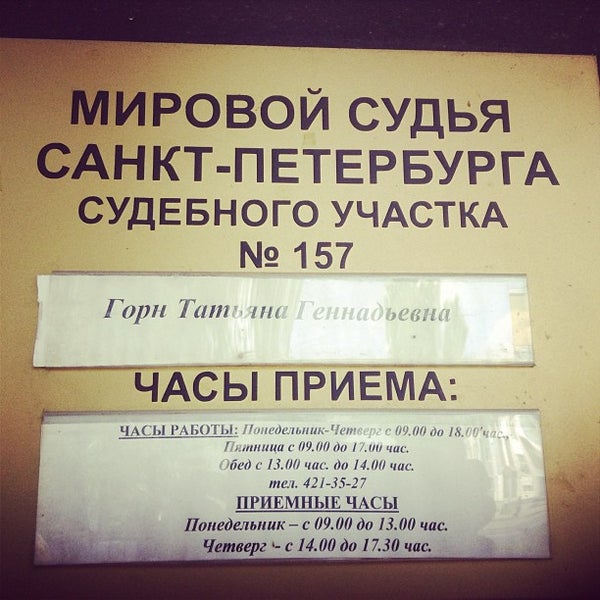 МИРОВОЙ СУДЬЯ
САНКТ-ПЕТЕРБУРГА
СУДЕБНОГО УЧАСТКА
№ 157
Горн Татьяна Геннадьевна
ЧАСЫ ПРИЕМА:
ЧАСЫ РАБОТЫ: Понедельник-Четверг с 09.00 до 18.00 час.,
Пятница с 09.00 до 17.00 час.
Обед с 13.00 час. до 14.00 час.
тел. 421-35-27
ПРИЕМНЫЕ ЧАСЫ
Понедельник – с 09.00 до 13.00 час.
Четверг - с 14.00 до 17.30 час.